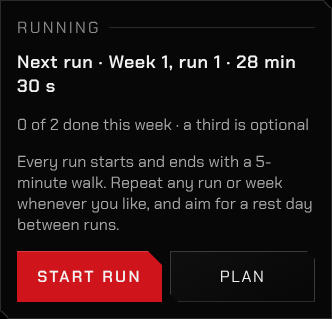 RUNNING
Next run · Week 1, run 1 · 28 min
30 s
0 of 2 done this week · a third is optional
Every run starts and ends with a 5-
minute walk. Repeat any run or week
whenever you like, and aim for a rest day
between runs.
START RUN
PLAN